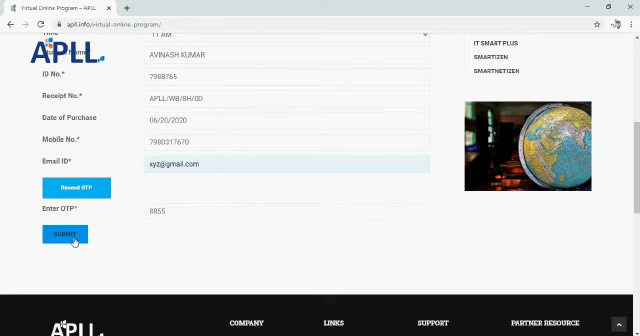 Virtual Online Program – APLL
apll.info/virtual-online-program/
11 AM
APLL.
AVINASH KUMAR
IT SMART PLUS
SMARTIZEN
SMARTNETIZEN
ID No.*
7988765
Receipt No.*
APLL/WB/8H/0D
Date of Purchase
06/20/2020
Mobile No.*
7980317670
Email ID*
xyz@gmail.com
Resend OTP
Enter OTP*
8855
SUBMIT
APLL.
COMPANY
LINKS
SUPPORT
PARTNER RESOURCE